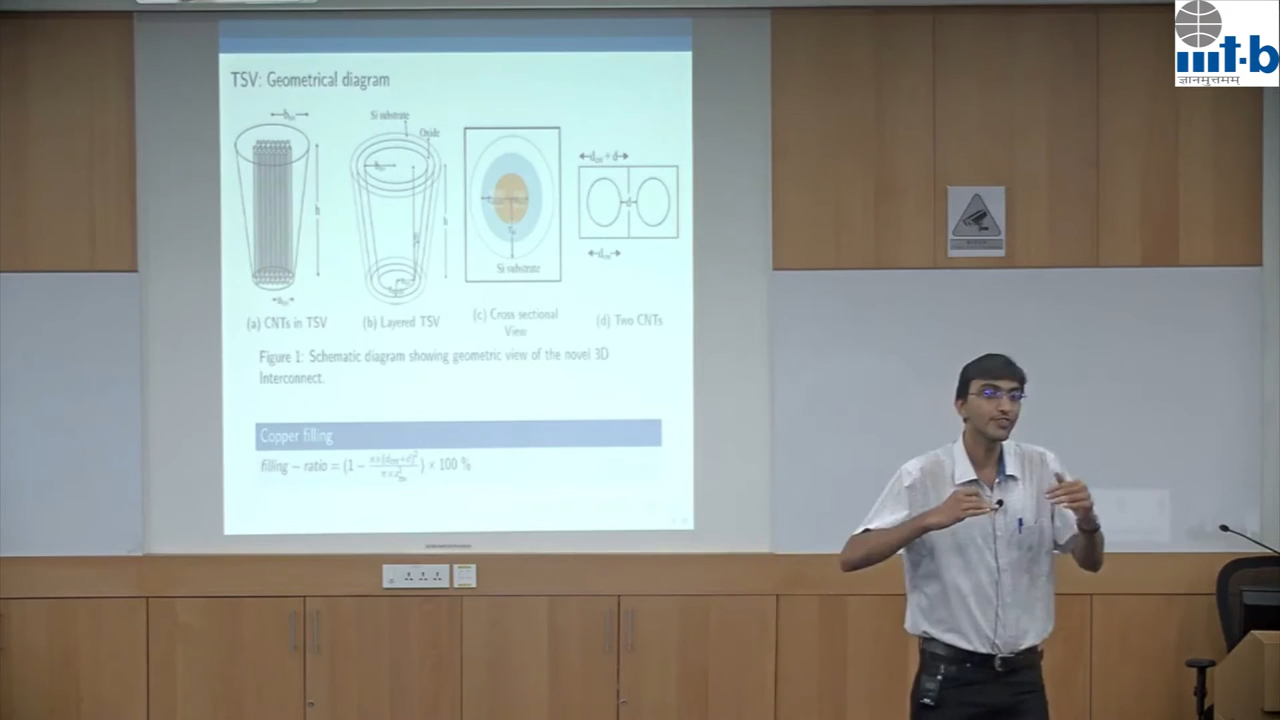 iiit-b
ज्ञानमुत्तमम्
TSV: Geometrical diagram
Si substrate
Oxide
h
h
d
Si substrate
(a) CNTs in TSV
(b) Layered TSV
(c) Cross sectional
View
(d) Two CNTs
Figure 1: Schematic diagram showing geometric view of the novel 3D
Interconnect.
Copper filling